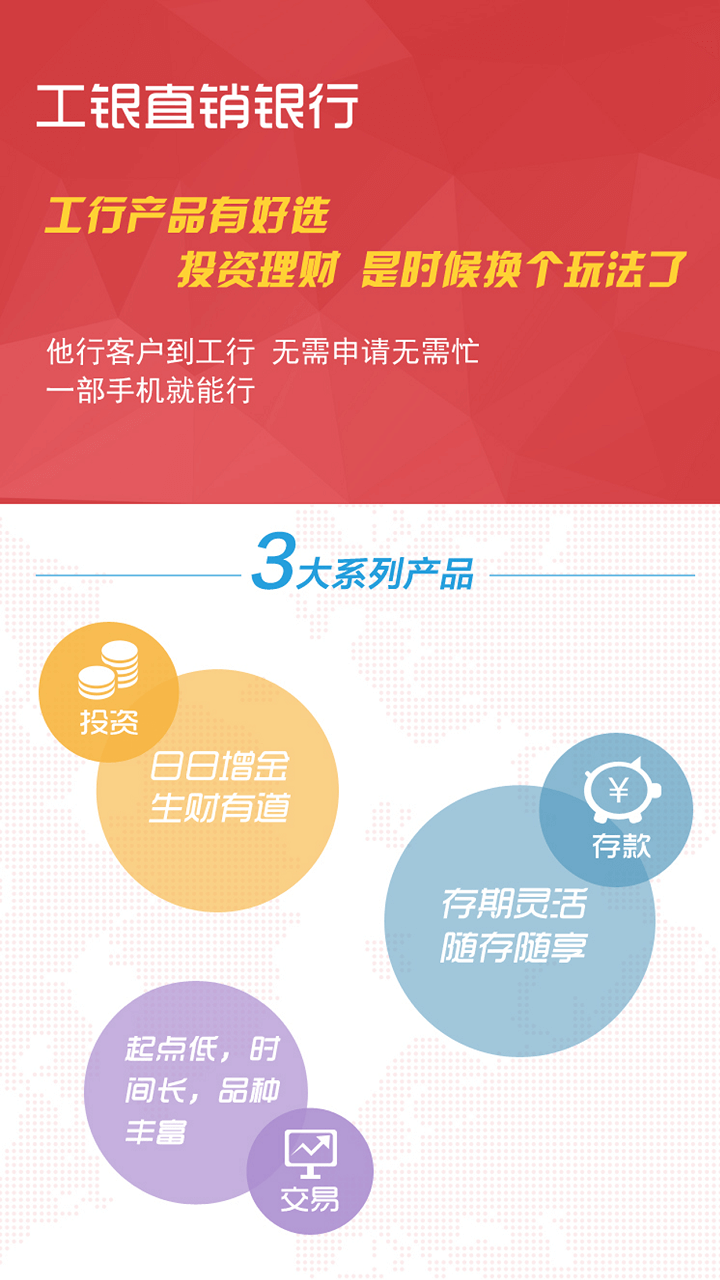 工银直销银行
工行产品有好选
投资理财 是时候换个玩法了
他行客户到工行 无需申请无需忙
一部手机就能行
3大系列产品
投资
日日增金
生财有道
¥
存款
存期灵活
随存随享
起点低，时
间长，品种
丰富
交易